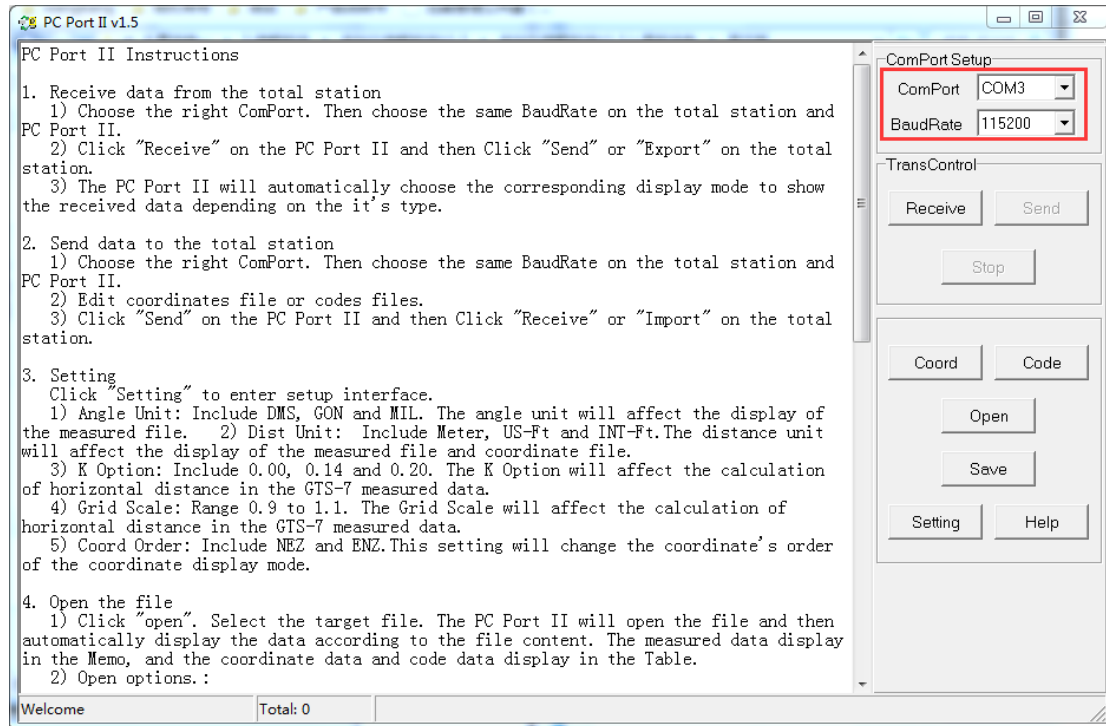 PC Port II v1.5
PC Port II Instructions
1. Receive data from the total station
1) Choose the right ComPort. Then choose the same BaudRate on the total station and
PC Port II.
2) Click "Receive" on the PC Port II and then Click "Send" or "Export" on the total
station.
3) The PC Port II will automatically choose the corresponding display mode to show
the received data depending on the it's type.
2. Send data to the total station
1) Choose the right ComPort. Then choose the same BaudRate on the total station and
PC Port II.
2) Edit coordinates file or codes files.
3) Click "Send" on the PC Port II and then Click "Receive" or "Import" on the total
station.
3. Setting
Click "Setting" to enter setup interface.
1) Angle Unit: Include DMS, GON and MIL. The angle unit will affect the display of
the measured file.   2) Dist Unit:  Include Meter, US-Ft and INT-Ft.The distance unit
will affect the display of the measured file and coordinate file.
3) K Option: Include 0.00, 0.14 and 0.20. The K Option will affect the calculation
of horizontal distance in the GTS-7 measured data.
4) Grid Scale: Range 0.9 to 1.1. The Grid Scale will affect the calculation of
horizontal distance in the GTS-7 measured data.
5) Coord Order: Include NEZ and ENZ.This setting will change the coordinate's order
of the coordinate display mode.
4. Open the file
1) Click "open". Select the target file. The PC Port II will open the file and then
automatically display the data according to the file content. The measured data display
in the Memo, and the coordinate data and code data display in the Table.
2) Open options.:
ComPort Setup
ComPort COM3
BaudRate 115200
TransControl
Receive Send
Stop
Coord Code
Open
Save
Setting Help
Welcome Total: 0